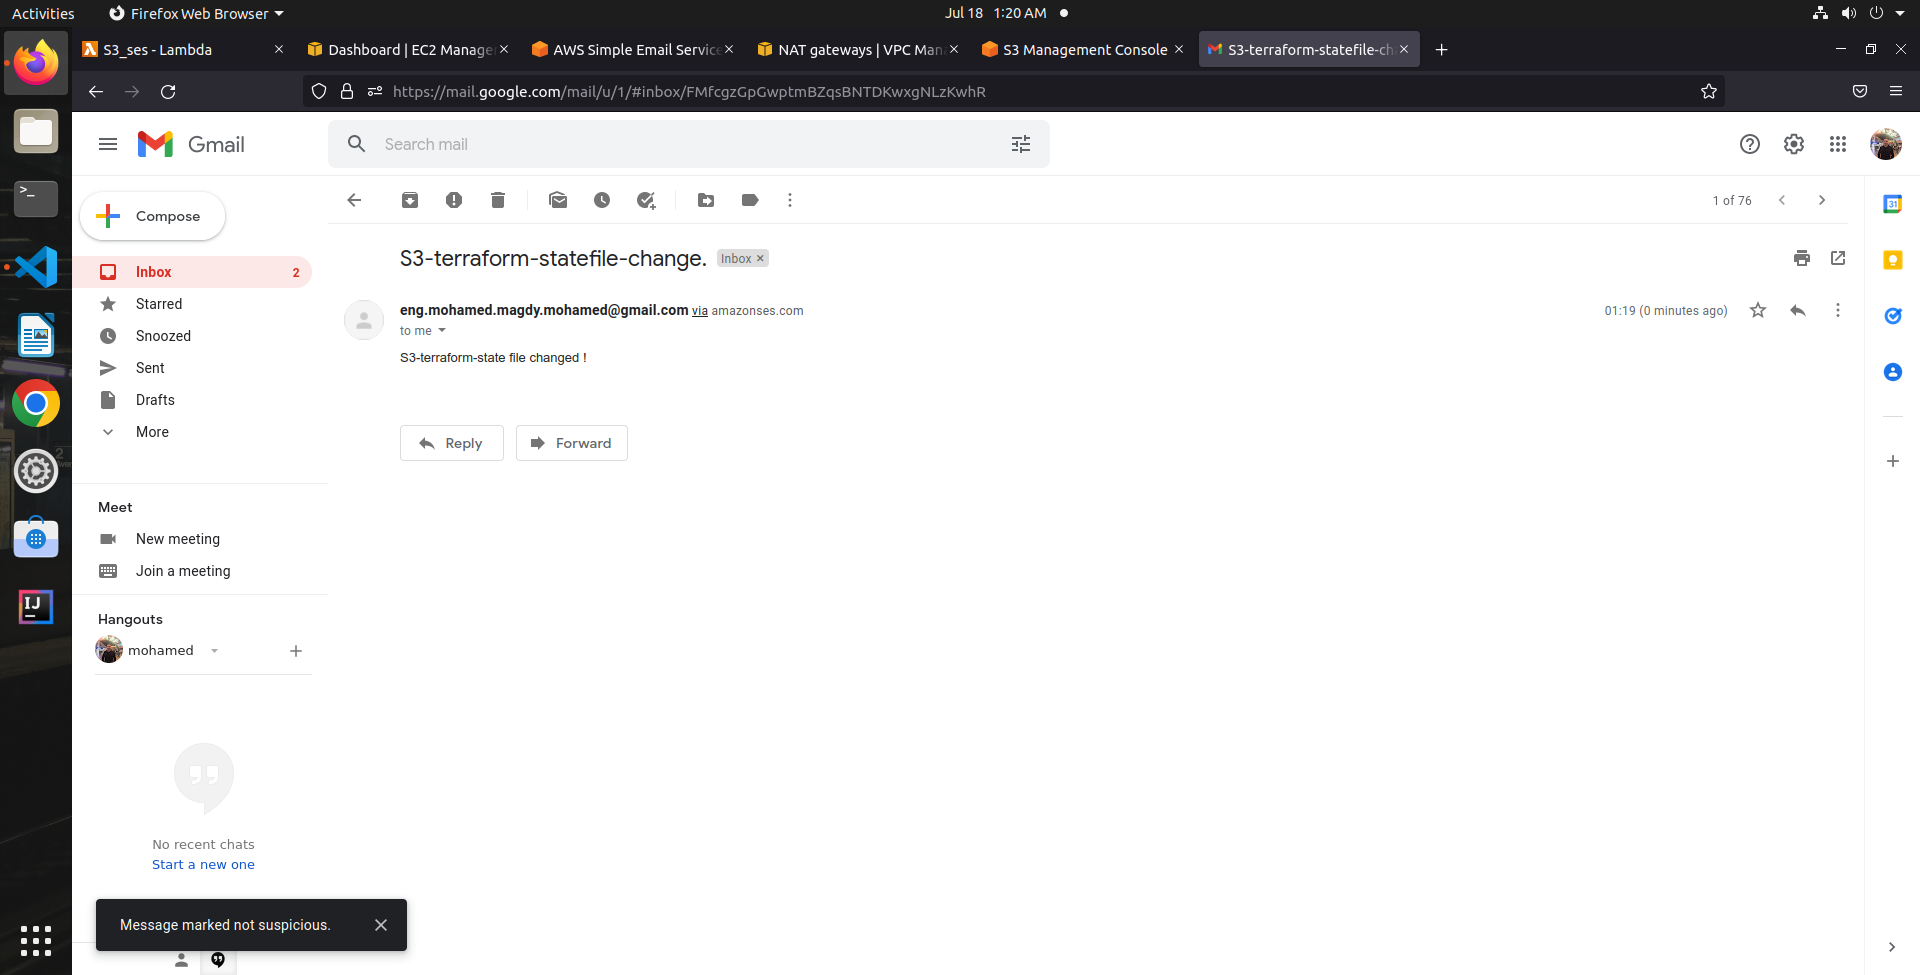 Activities
Firefox Web Browser
Jul 18 1:20 AM
S3_ses - Lambda
Dashboard | EC2 Manage
AWS Simple Email Service
NAT gateways | VPC Man
S3 Management Console
S3-terraform-statefile-ch
https://mail.google.com/mail/u/1/#inbox/FMfcgzGpGwptmBZqsBNTDKwxgNLzKwhR
Gmail
Search mail
Compose
1 of 76
31
Inbox 2
Starred
Snoozed
Sent
Drafts
More
S3-terraform-statefile-change.
Inbox ×
eng.mohamed.magdy.mohamed@gmail.com via amazonses.com
01:19 (0 minutes ago)
to me
S3-terraform-state file changed !
Reply
Forward
Meet
New meeting
Join a meeting
Hangouts
mohamed
No recent chats
Start a new one
Message marked not suspicious.
>_
IJ